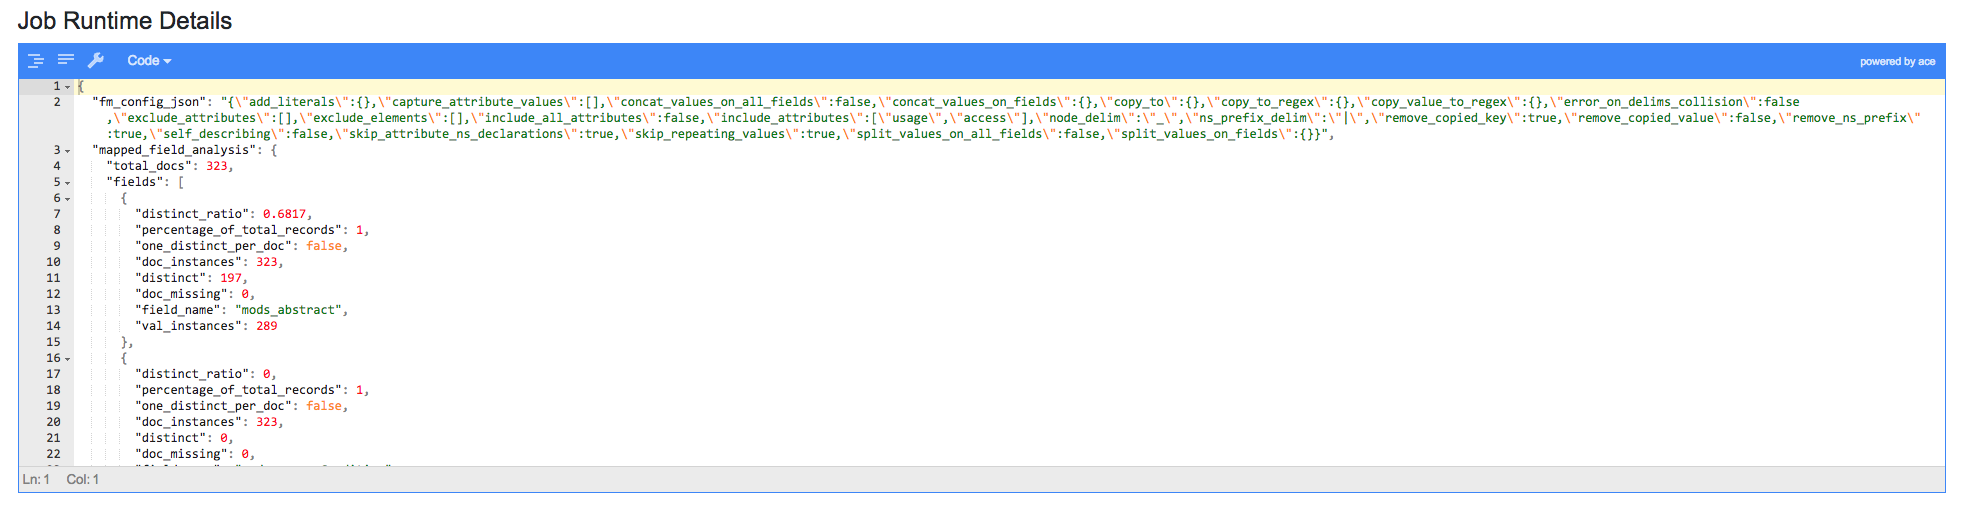 Job Runtime Details
Code
powered by ace
1 {
2 "fm_config_json": "{\"add_literals\":{},\"capture_attribute_values\":[],\"concat_values_on_all_fields\":false,\"concat_values_on_fields\":{},\"copy_to\":{},\"copy_to_regex\":{},\"copy_value_to_regex\":{},\"error_on_delims_collision\":false
,\"exclude_attributes\":[],\"exclude_elements\":[],\"include_all_attributes\":false,\"include_attributes\":[\"usage\",\"access\"],\"node_delim\":\"_\",\"ns_prefix_delim\":\"|\",\"remove_copied_key\":true,\"remove_copied_value\":false,\"remove_ns_prefix\"
:true,\"self_describing\":false,\"skip_attribute_ns_declarations\":true,\"skip_repeating_values\":true,\"split_values_on_all_fields\":false,\"split_values_on_fields\":{}}",
3 "mapped_field_analysis": {
4 "total_docs": 323,
5 "fields": [
6 {
7 "distinct_ratio": 0.6817,
8 "percentage_of_total_records": 1,
9 "one_distinct_per_doc": false,
10 "doc_instances": 323,
11 "distinct": 197,
12 "doc_missing": 0,
13 "field_name": "mods_abstract",
14 "val_instances": 289
15 },
16 {
17 "distinct_ratio": 0,
18 "percentage_of_total_records": 1,
19 "one_distinct_per_doc": false,
20 "doc_instances": 323,
21 "distinct": 0,
22 "doc_missing": 0,
Ln: 1 Col: 1